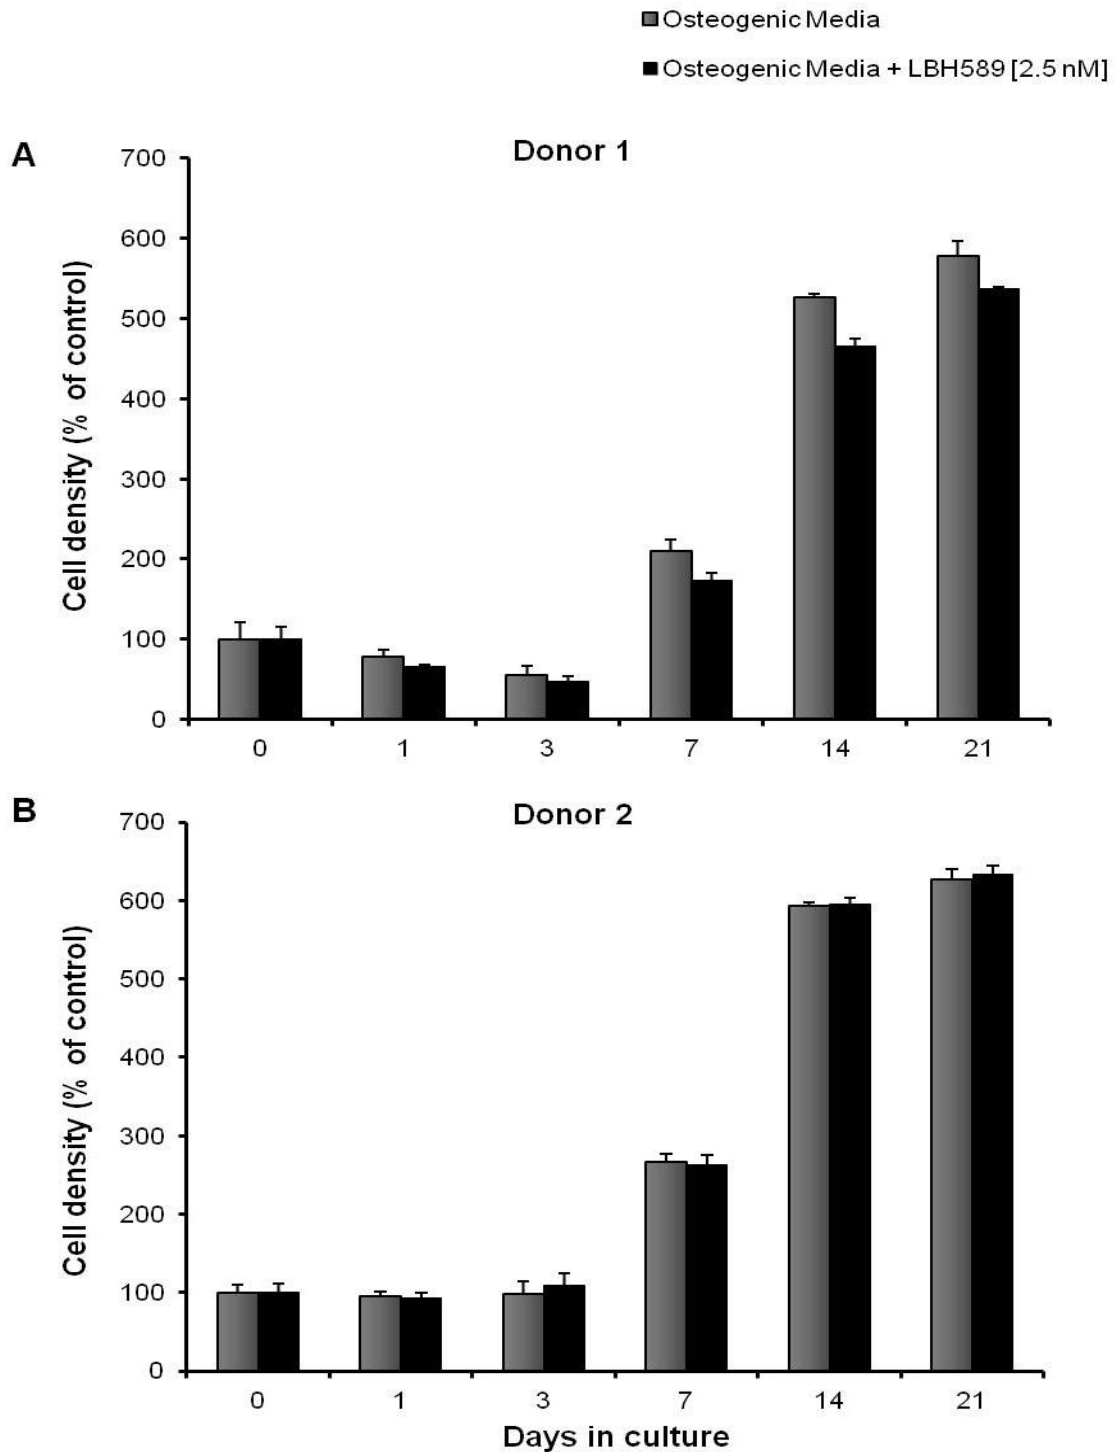 Osteogenic Media
Osteogenic Media + LBH589 [2.5 nM]
A
Donor 1
700
600
500
400
300
200
100
0
Cell density (% of control)
0 1 3 7 14 21
B
Donor 2
700
600
500
400
300
200
100
0
Cell density (% of control)
0 1 3 7 14 21
Days in culture